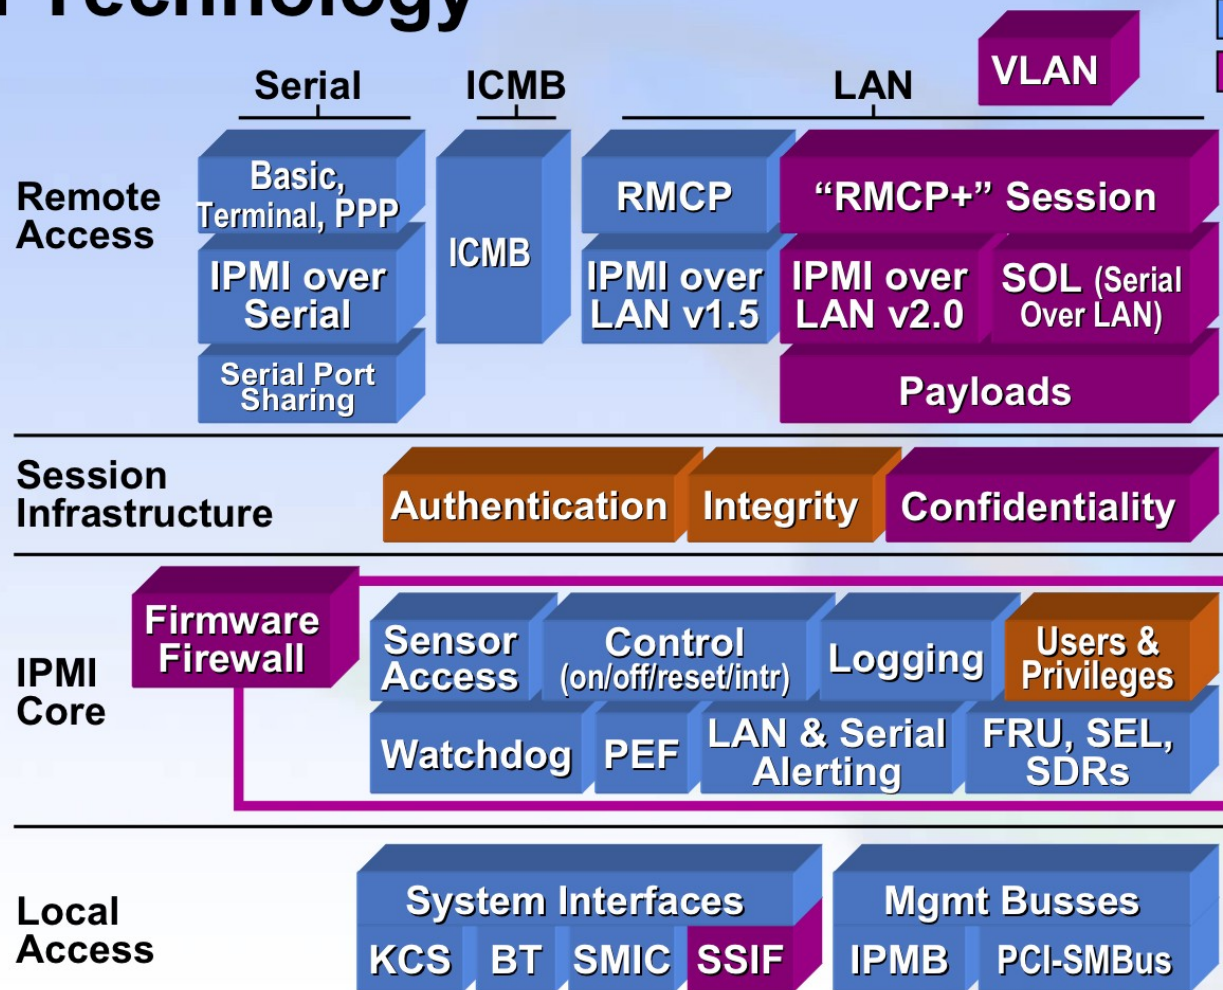 Technology
VLAN
Serial
ICMB
LAN
Remote
Access
Basic,
Terminal, PPP
IPMI over
Serial
Serial Port
Sharing
ICMB
RMCP
IPMI over
LAN v1.5
“RMCP+” Session
IPMI over
LAN v2.0
SOL (Serial
Over LAN)
Payloads
Session
Infrastructure
Authentication
Integrity
Confidentiality
IPMI
Core
Firmware
Firewall
Sensor
Access
Control
(on/off/reset/intr)
Logging
Users &
Privileges
Watchdog
PEF
LAN & Serial
Alerting
FRU, SEL,
SDRs
Local
Access
System Interfaces
KCS
BT
SMIC
SSIF
Mgmt Busses
IPMB
PCI-SMBus